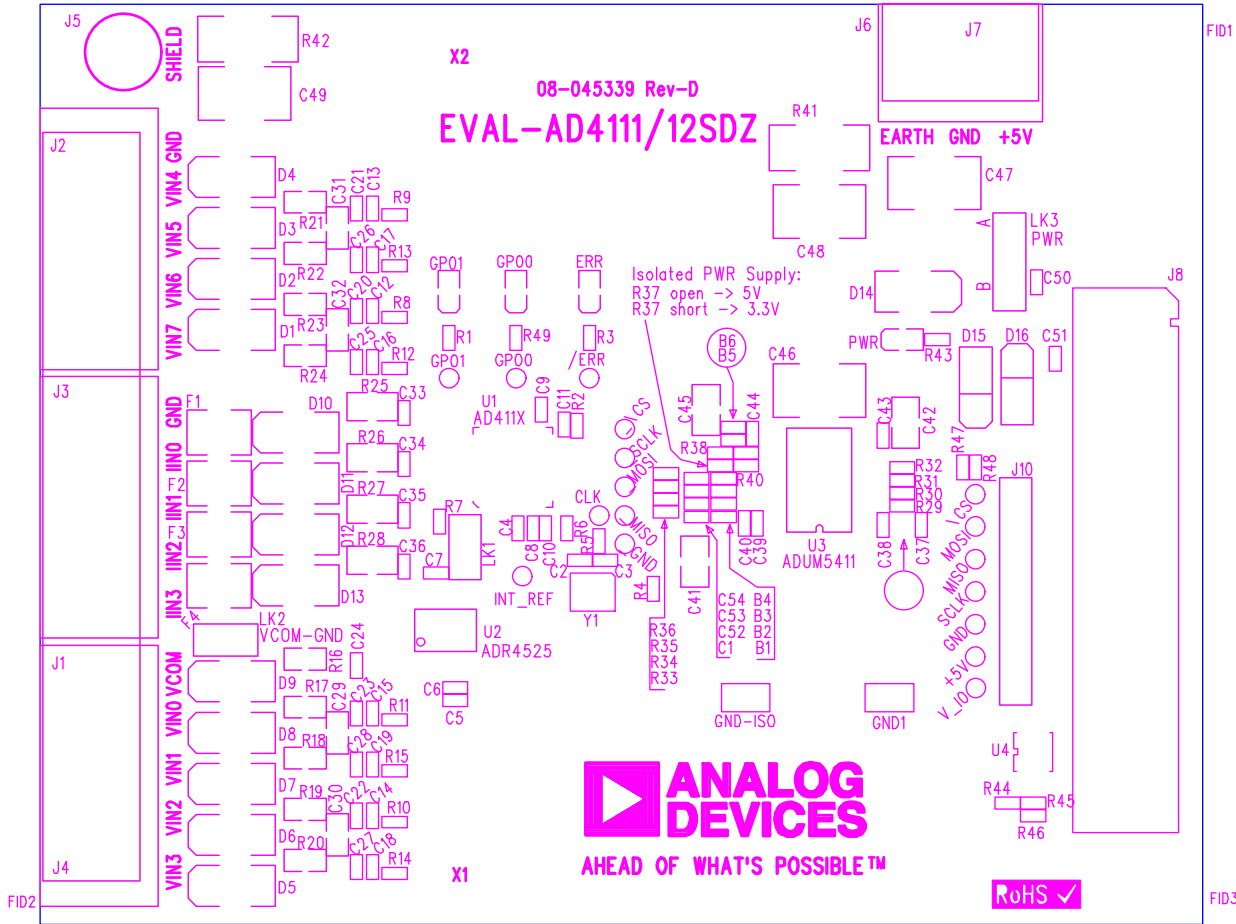 J5
SHIELD
R42
C49
X2
08-045339 Rev-D
EVAL-AD4111/12SDZ
R41
J6
J7
FID1
EARTH GND +5V
C47
C48
A
B
LK3
PWR
C50
J8
D14
J2
GND
VIN4
VIN5
VIN6
VIN7
D4
D3
D2
D1
R21
R22
R23
R24
C31
C21
C13
R9
C26
C17
R13
C32
C20
C12
R8
C25
C16
R12
GPO1
GPO0
ERR
R1
R49
R3
GPO1
GPO0
/ERR
Isolated PWR Supply:
R37 open -> 5V
R37 short -> 3.3V
B6
B5
PWR
R43
D15
D16
C51
J3
F1
GND
IIN0
F2
IIN1
F3
IIN2
IIN3
F4
D10
D11
D12
D13
R25
C33
R26
C34
R27
C35
R28
C36
U1
AD411X
C9
C11
R2
/CS
SCLK
MOSI
MISO
GND
CLK
R7
LK1
C7
C4
C8
C10
R6
R5
C2
C3
Y1
R4
INT_REF
U2
ADR4525
C6
C5
C45
C44
C46
R38
R40
C40
C39
C41
U3
ADUM5411
C43
C42
R32
R31
R30
R29
C38
C37
R47
R48
J10
/CS
MOSI
MISO
SCLK
GND
+5V
V_IO
C54 B4
C53 B3
C52 B2
C1 B1
R36
R35
R34
R33
GND-ISO
GND1
U4
R44
R45
R46
LK2
VCOM-GND
J1
VCOM
VIN0
VIN1
VIN2
VIN3
J4
D9
D8
D7
D6
D5
R16
C24
R17
C29
C23
C15
R11
R18
C28
C19
R15
R19
C30
C22
C14
R10
R20
C27
C18
R14
X1
ANALOG
DEVICES
AHEAD OF WHAT'S POSSIBLE™
RoHS ✓
FID2
FID3